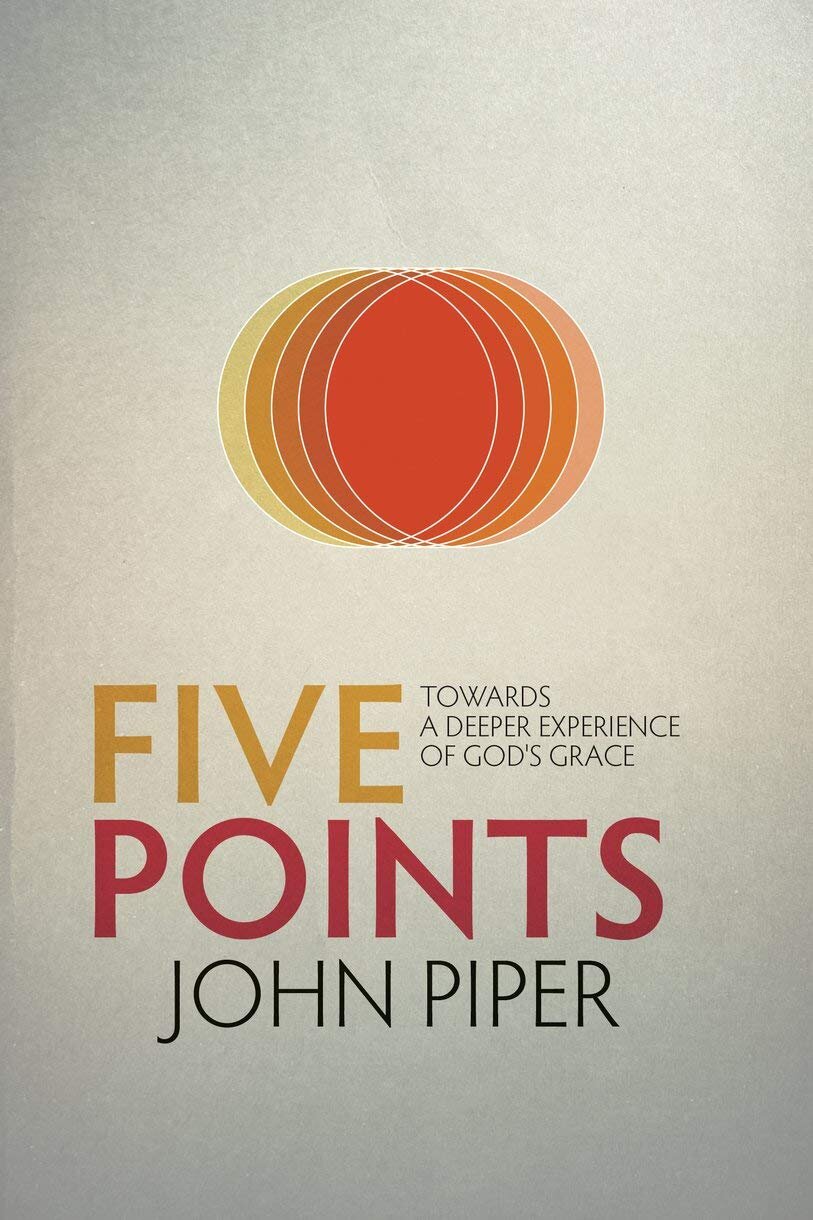 FIVE
TOWARDS
A DEEPER EXPERIENCE
OF GOD'S GRACE
POINTS
JOHN PIPER